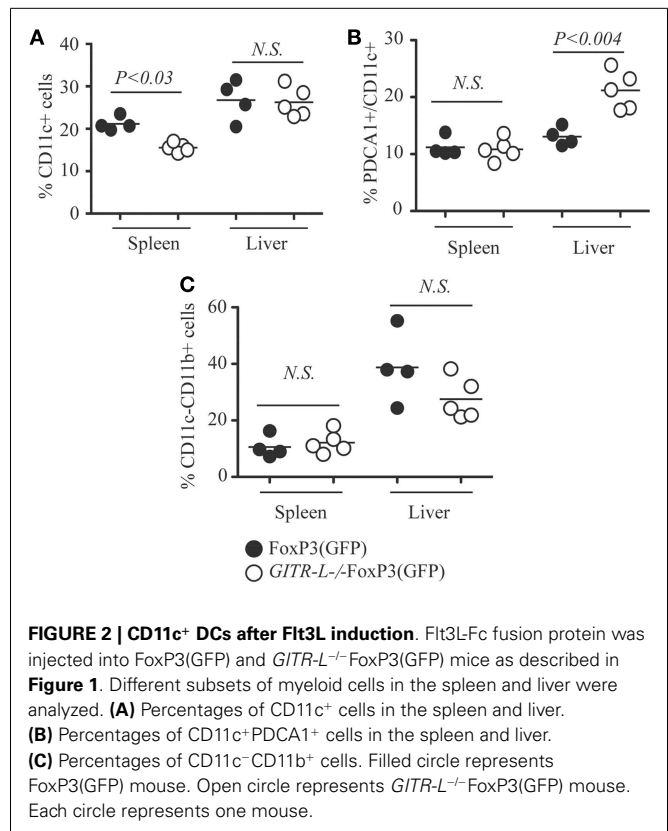 A
B
40
30
20
10
0
% CD11c+ cells
P<0.03
N.S.
Spleen
Liver
30
20
10
0
% PDCA1+/CD11c+
N.S.
P<0.004
Spleen
Liver
C
60
40
20
0
% CD11c-CD11b+ cells
N.S.
N.S.
Spleen
Liver
FoxP3(GFP)
GITR-L-/-FoxP3(GFP)
FIGURE 2 | CD11c⁺ DCs after Flt3L induction. Flt3L-Fc fusion protein was
injected into FoxP3(GFP) and GITR-L⁻/⁻FoxP3(GFP) mice as described in
Figure 1. Different subsets of myeloid cells in the spleen and liver were
analyzed. (A) Percentages of CD11c⁺ cells in the spleen and liver.
(B) Percentages of CD11c⁺PDCA1⁺ cells in the spleen and liver.
(C) Percentages of CD11c⁻CD11b⁺ cells. Filled circle represents
FoxP3(GFP) mouse. Open circle represents GITR-L⁻/⁻FoxP3(GFP) mouse.
Each circle represents one mouse.